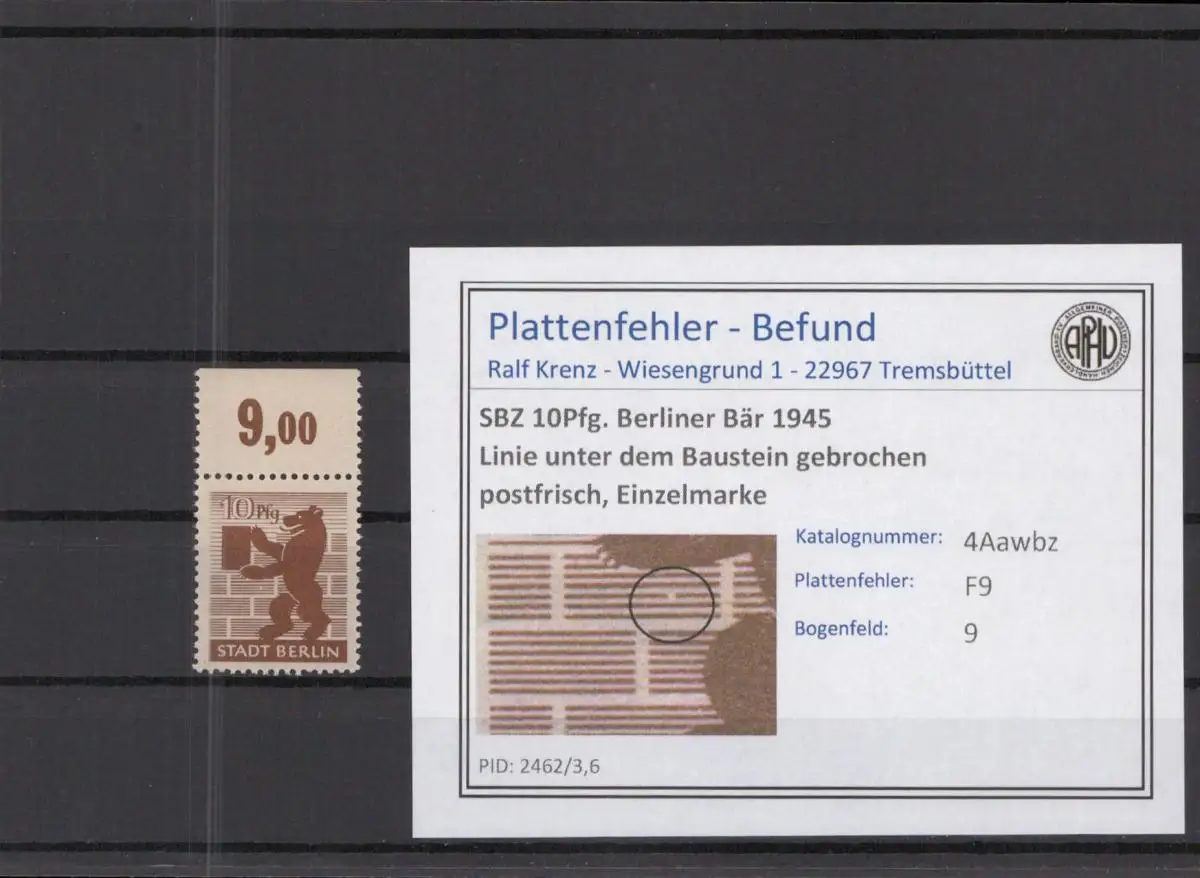 9,00
10 Pfg
STADT BERLIN
Plattenfehler - Befund
Ralf Krenz - Wiesengrund 1 - 22967 Tremsbüttel
APHV
SBZ 10Pfg. Berliner Bär 1945
Linie unter dem Baustein gebrochen
postfrisch, Einzelmarke
Katalognummer: 4Aawbz
Plattenfehler: F9
Bogenfeld: 9
PID: 2462/3,6